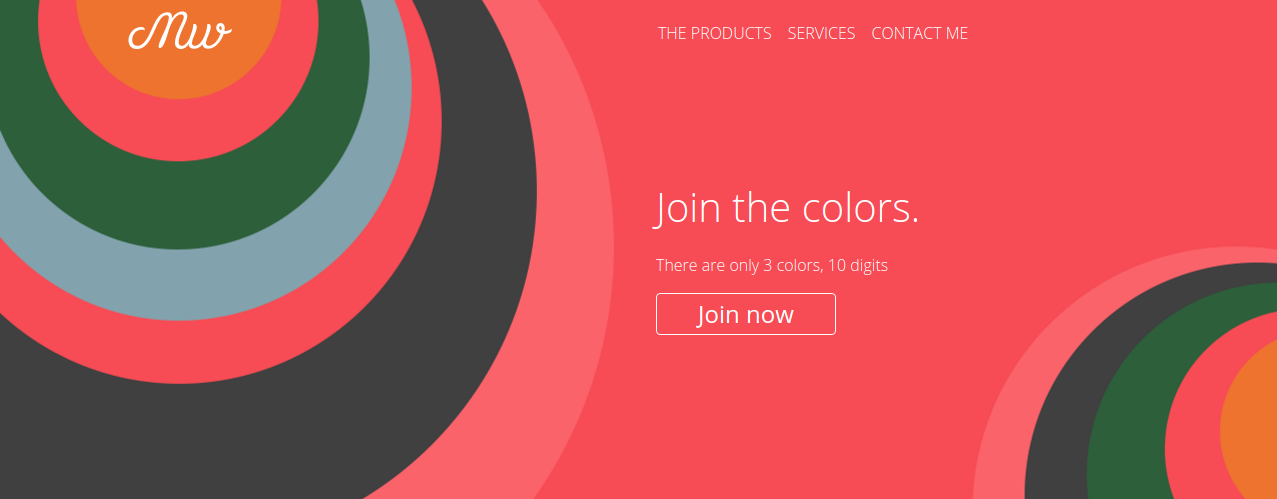 Mw
THE PRODUCTS SERVICES CONTACT ME
Join the colors.
There are only 3 colors, 10 digits
Join now